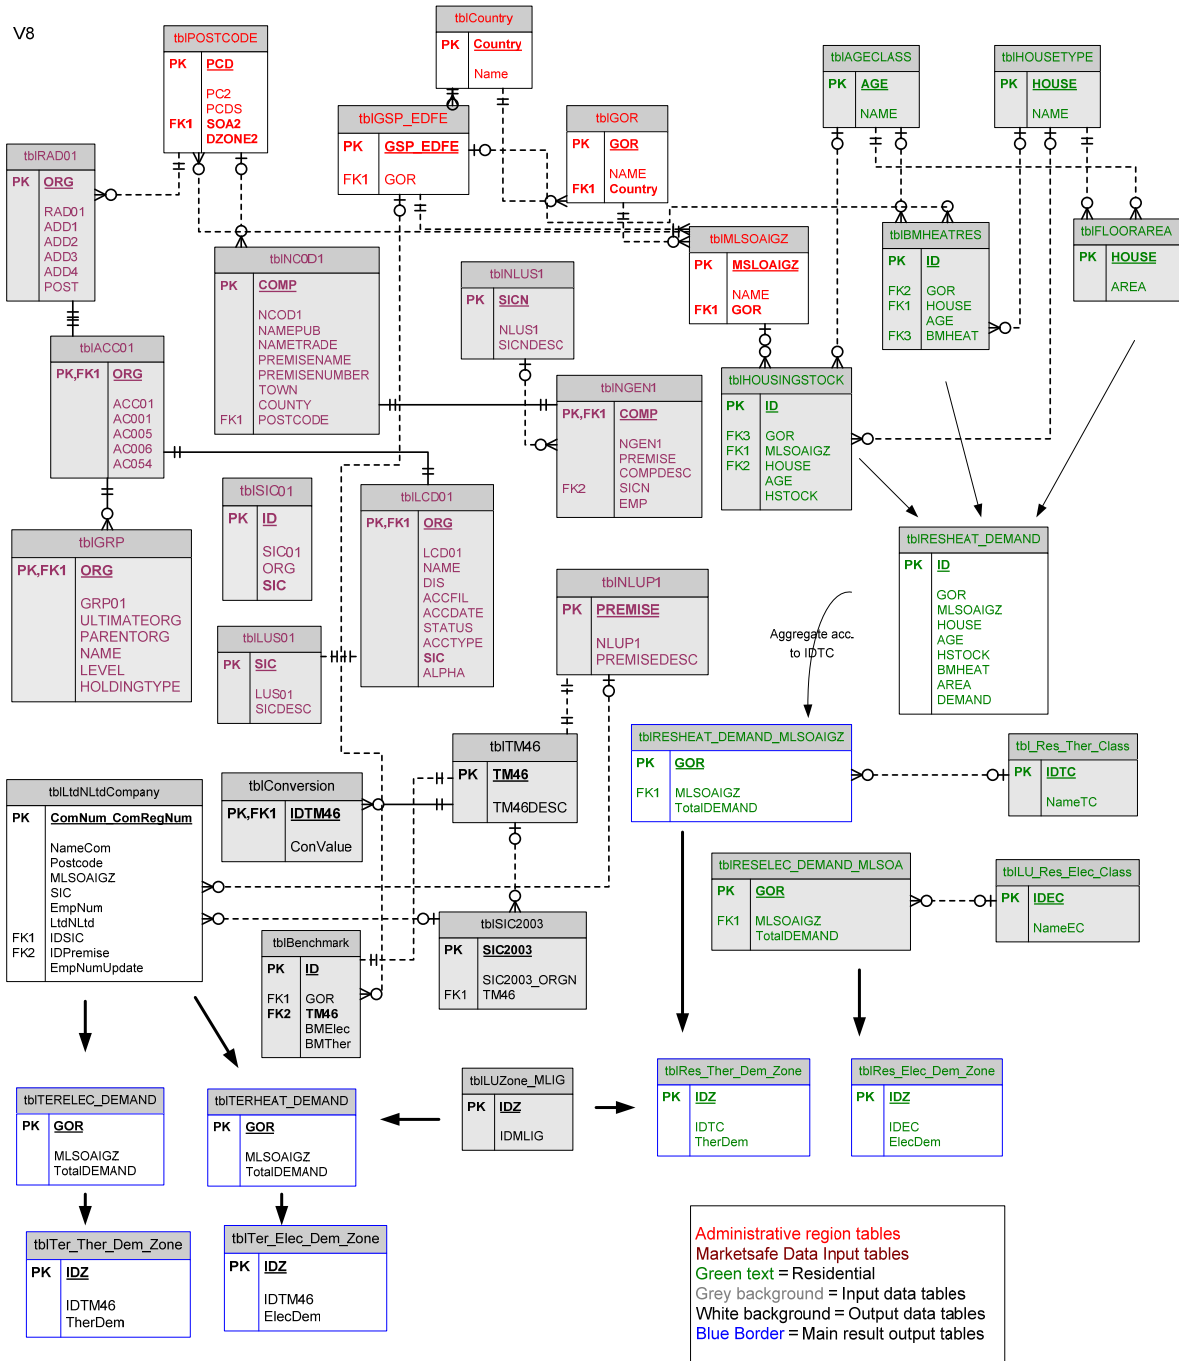 V8
tblPOSTCODE
PK PCD
PC2
PCDS
FK1 SOA2
DZONE2
tblCountry
PK Country
Name
tblGSP_EDFE
PK GSP_EDFE
FK1 GOR
tblGOR
PK GOR
NAME
FK1 Country
tblAGECLASS
PK AGE
NAME
tblHOUSETYPE
PK HOUSE
NAME
tblRAD01
PK ORG
RAD01
ADD1
ADD2
ADD3
ADD4
POST
tblNC0D1
PK COMP
NCOD1
NAMEPUB
NAMETRADE
PREMISENAME
PREMISENUMBER
TOWN
COUNTY
FK1 POSTCODE
tblNLUS1
PK SICN
NLUS1
SICNDESC
tblMLSOAIGZ
PK MSLOAIGZ
NAME
FK1 GOR
tblBMHEATRES
PK ID
FK2 GOR
FK1 HOUSE
AGE
FK3 BMHEAT
tblFLOORAREA
PK HOUSE
AREA
tblACC01
PK,FK1 ORG
ACC01
AC001
AC005
AC006
AC054
tblNGEN1
PK,FK1 COMP
NGEN1
PREMISE
COMPDESC
FK2 SICN
EMP
tblHOUSINGSTOCK
PK ID
FK3 GOR
FK1 MLSOAIGZ
FK2 HOUSE
AGE
HSTOCK
tblSIC01
PK ID
SIC01
ORG
SIC
tblLCD01
PK,FK1 ORG
LCD01
NAME
DIS
ACCFIL
ACCDATE
STATUS
ACCTYPE
SIC
ALPHA
tblGRP
PK,FK1 ORG
GRP01
ULTIMATEORG
PARENTORG
NAME
LEVEL
HOLDINGTYPE
tblRESHEAT_DEMAND
PK ID
GOR
MLSOAIGZ
HOUSE
AGE
HSTOCK
BMHEAT
AREA
DEMAND
tblNLUP1
PK PREMISE
NLUP1
PREMISEDESC
tblLUS01
PK SIC
LUS01
SICDESC
Aggregate acc.
to IDTC
tblRESHEAT_DEMAND_MLSOAIGZ
PK GOR
FK1 MLSOAIGZ
TotalDEMAND
tbl_Res_Ther_Class
PK IDTC
NameTC
tblTM46
PK TM46
TM46DESC
tblConversion
PK,FK1 IDTM46
ConValue
tblLtdNLtdCompany
PK ComNum_ComRegNum
NameCom
Postcode
MLSOAIGZ
SIC
EmpNum
LtdNLtd
FK1 IDSIC
FK2 IDPremise
EmpNumUpdate
tblRESELEC_DEMAND_MLSOA
PK GOR
FK1 MLSOAIGZ
TotalDEMAND
tblLU_Res_Elec_Class
PK IDEC
NameEC
tblBenchmark
PK ID
FK1 GOR
FK2 TM46
BMElec
BMTher
tblSIC2003
PK SIC2003
SIC2003_ORGN
FK1 TM46
tblTERELEC_DEMAND
PK GOR
MLSOAIGZ
TotalDEMAND
tblTERHEAT_DEMAND
PK GOR
MLSOAIGZ
TotalDEMAND
tblLUZone_MLIG
PK IDZ
IDMLIG
tblRes_Ther_Dem_Zone
PK IDZ
IDTC
TherDem
tblRes_Elec_Dem_Zone
PK IDZ
IDEC
ElecDem
tblTer_Ther_Dem_Zone
PK IDZ
IDTM46
TherDem
tblTer_Elec_Dem_Zone
PK IDZ
IDTM46
ElecDem
Administrative region tables
Marketsafe Data Input tables
Green text = Residential
Grey background = Input data tables
White background = Output data tables
Blue Border = Main result output tables